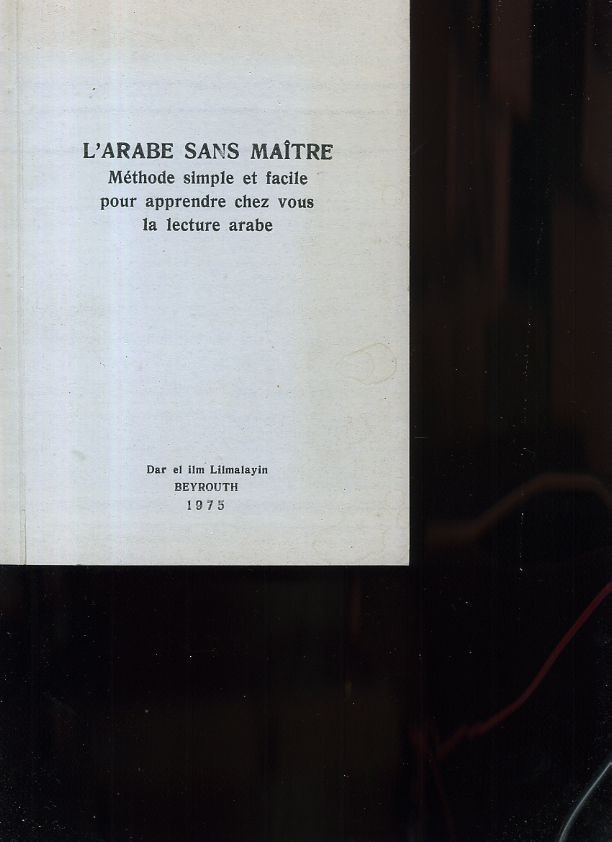 L'ARABE SANS MAÎTRE
Méthode simple et facile
pour apprendre chez vous
la lecture arabe
Dar el ilm Lilmalayin
BEYROUTH
1975